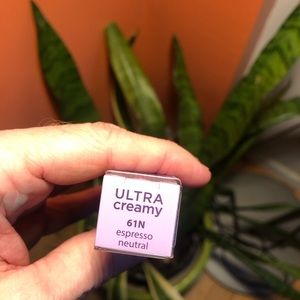 ULTRA
creamy
61N
espresso
neutral